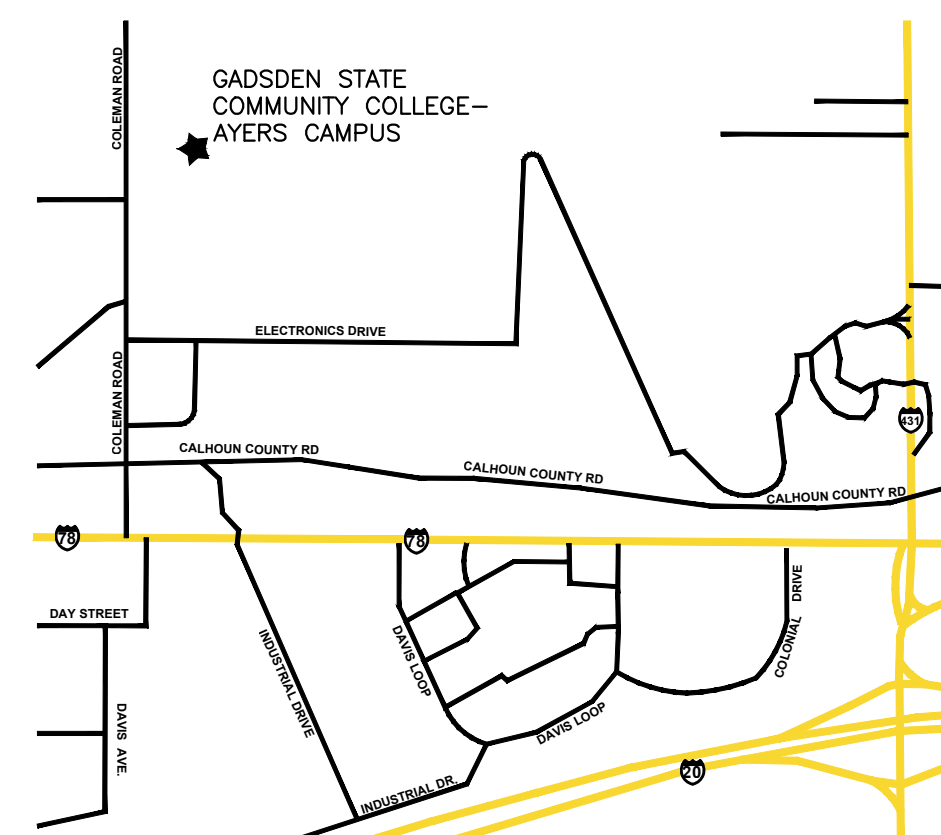 COLEMAN ROAD
GADSDEN STATE
COMMUNITY COLLEGE–
AYERS CAMPUS
ELECTRONICS DRIVE
COLEMAN ROAD
431
CALHOUN COUNTY RD
CALHOUN COUNTY RD
CALHOUN COUNTY RD
78
78
DAY STREET
INDUSTRIAL DRIVE
DAVIS LOOP
COLONIAL DRIVE
DAVIS AVE.
DAVIS LOOP
20
INDUSTRIAL DR.